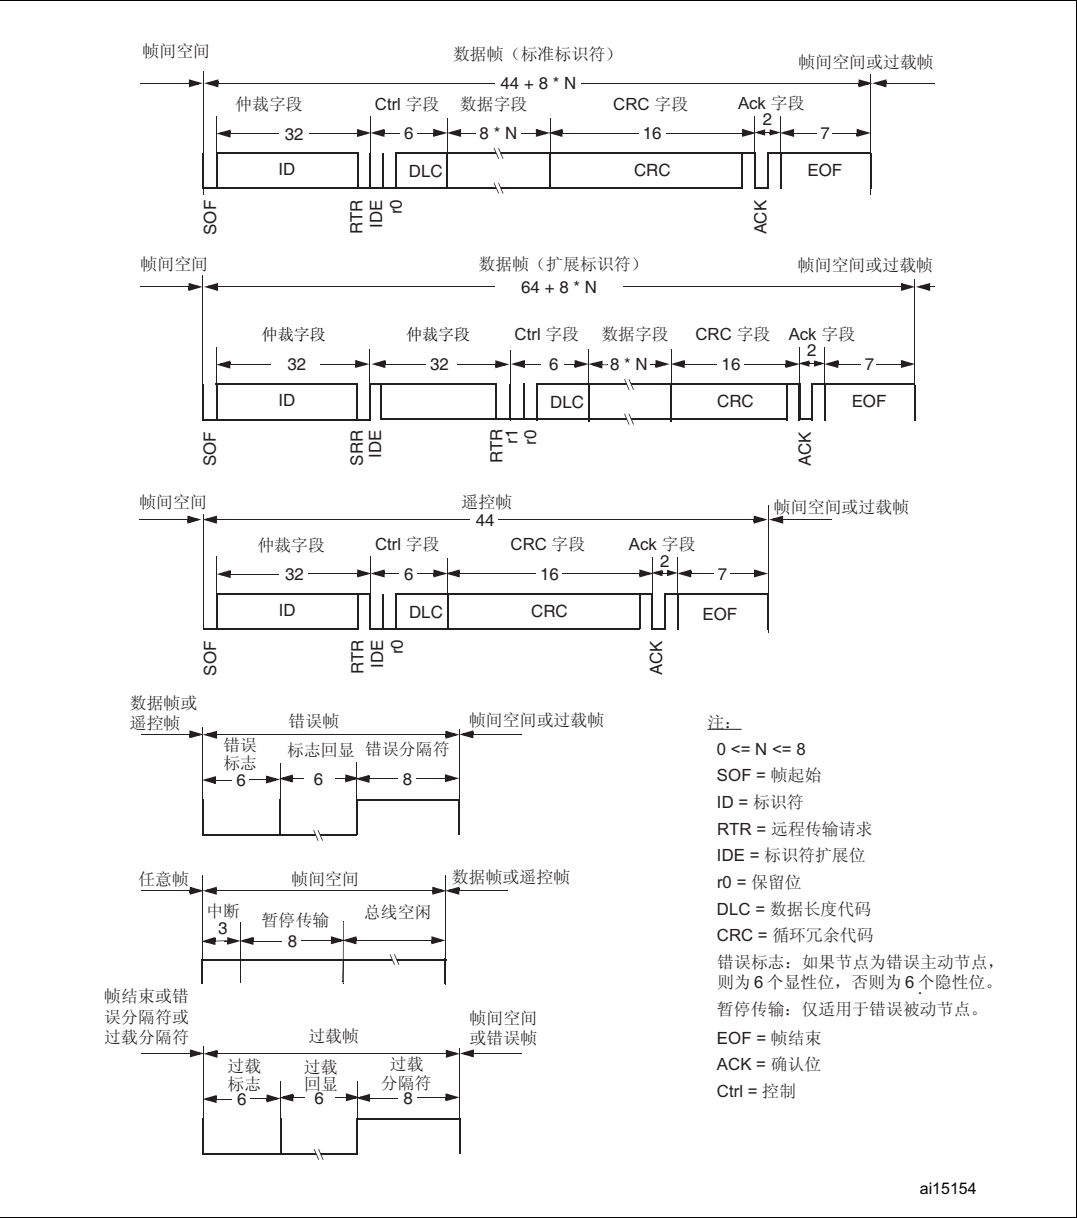 帧间空间 数据帧（标准标识符） 帧间空间或过载帧
44 + 8 * N
仲裁字段 Ctrl 字段 数据字段 CRC 字段 Ack 字段
32 6 8 * N 16 2 7
ID DLC CRC EOF
SOF RTR IDE r0 ACK
帧间空间 数据帧（扩展标识符） 帧间空间或过载帧
64 + 8 * N
仲裁字段 仲裁字段 Ctrl 字段 数据字段 CRC 字段 Ack 字段
32 32 6 8 * N 16 2 7
ID DLC CRC EOF
SOF SRR IDE RTR r1 r0 ACK
帧间空间 遥控帧 帧间空间或过载帧
44
仲裁字段 Ctrl 字段 CRC 字段 Ack 字段
32 6 16 2 7
ID DLC CRC EOF
SOF RTR IDE r0 ACK
数据帧或
遥控帧 错误帧 帧间空间或过载帧
错误
标志 标志回显 错误分隔符
6 6 8
任意帧 帧间空间 数据帧或遥控帧
中断 暂停传输 总线空闲
3 8
帧结束或错
误分隔符或
过载分隔符 过载帧 帧间空间
或错误帧
过载
标志 过载
回显 过载
分隔符
6 6 8
注：
0 <= N <= 8
SOF = 帧起始
ID = 标识符
RTR = 远程传输请求
IDE = 标识符扩展位
r0 = 保留位
DLC = 数据长度代码
CRC = 循环冗余代码
错误标志：如果节点为错误主动节点，
则为 6 个显性位，否则为 6 个隐性位。
暂停传输：仅适用于错误被动节点。
EOF = 帧结束
ACK = 确认位
Ctrl = 控制
ai15154